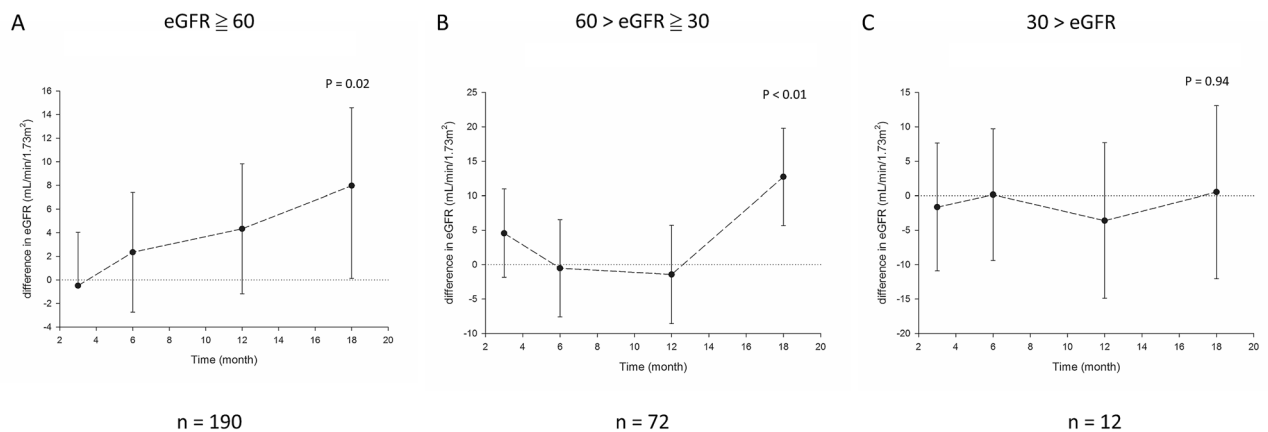 A
eGFR ≧ 60
P = 0.02
difference in eGFR (mL/min/1.73m²)
16
14
12
10
8
6
4
2
0
-2
-4
2 4 6 8 10 12 14 16 18 20
Time (month)
n = 190
B
60 > eGFR ≧ 30
P < 0.01
difference in eGFR (mL/min/1.73m²)
25
20
15
10
5
0
-5
-10
2 4 6 8 10 12 14 16 18 20
Time (month)
n = 72
C
30 > eGFR
P = 0.94
difference in eGFR (mL/min/1.73m²)
15
10
5
0
-5
-10
-15
-20
2 4 6 8 10 12 14 16 18 20
Time (month)
n = 12